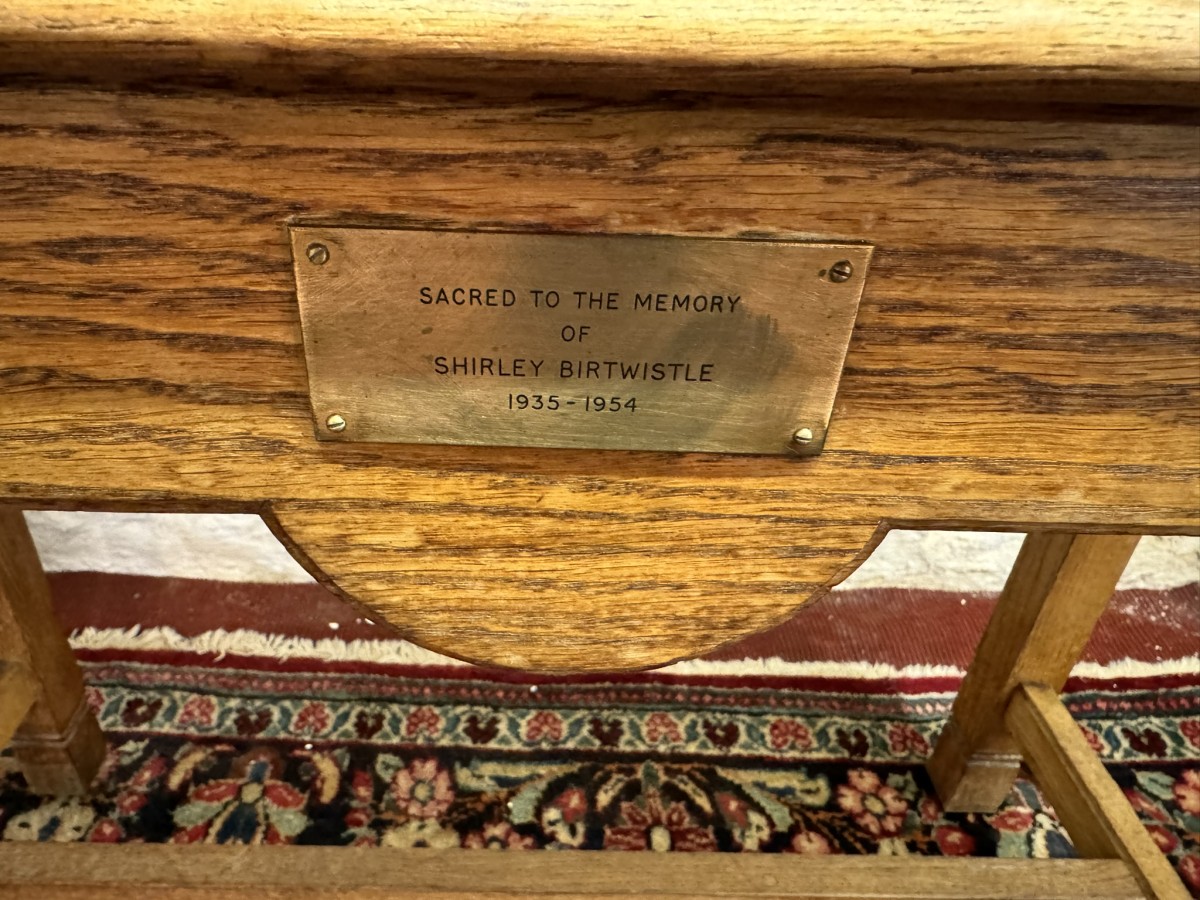 SACRED TO THE MEMORY
OF
SHIRLEY BIRTWISTLE
1935-1954